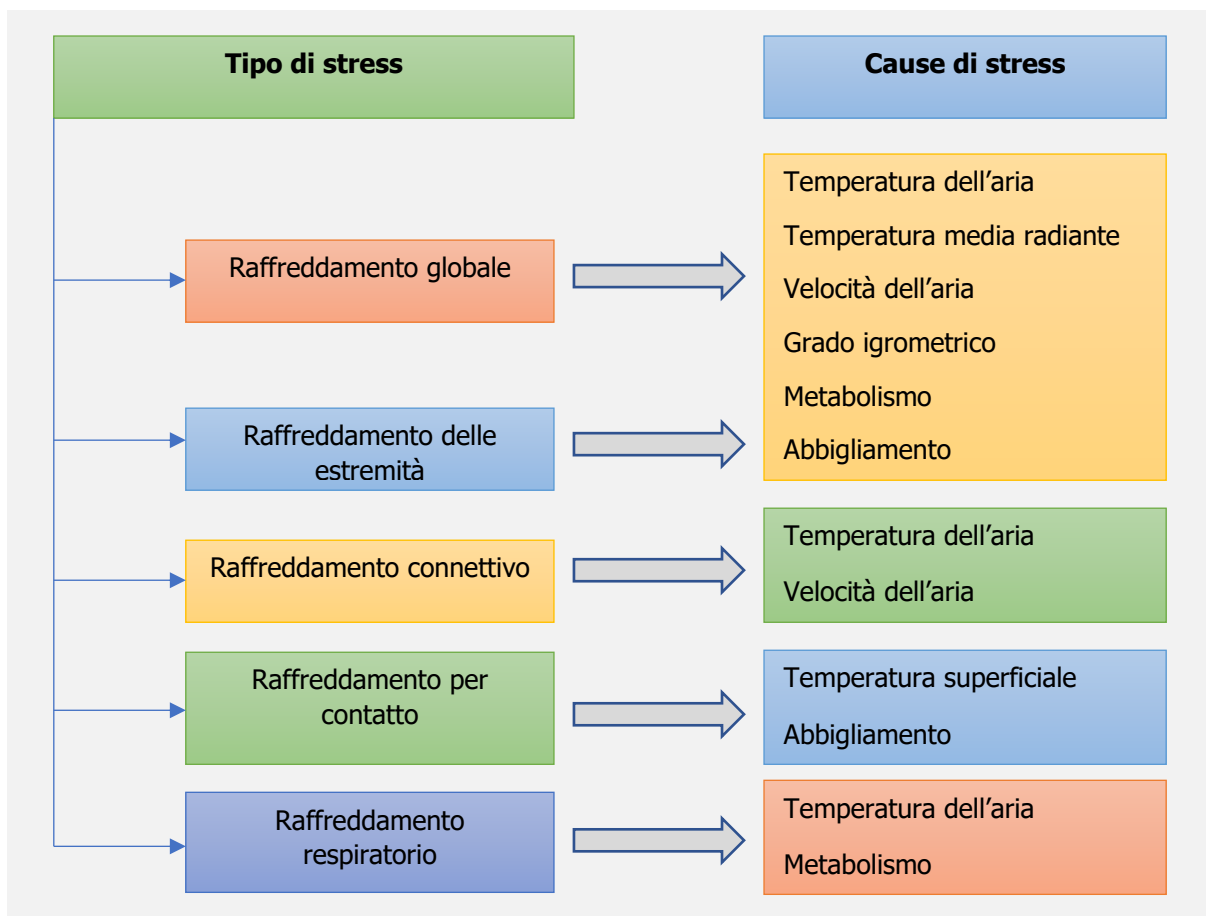 Tipo di stress
Cause di stress
Raffreddamento globale
Raffreddamento delle
estremità
Temperatura dell’aria
Temperatura media radiante
Velocità dell’aria
Grado igrometrico
Metabolismo
Abbigliamento
Raffreddamento connettivo
Temperatura dell’aria
Velocità dell’aria
Raffreddamento per
contatto
Temperatura superficiale
Abbigliamento
Raffreddamento
respiratorio
Temperatura dell’aria
Metabolismo